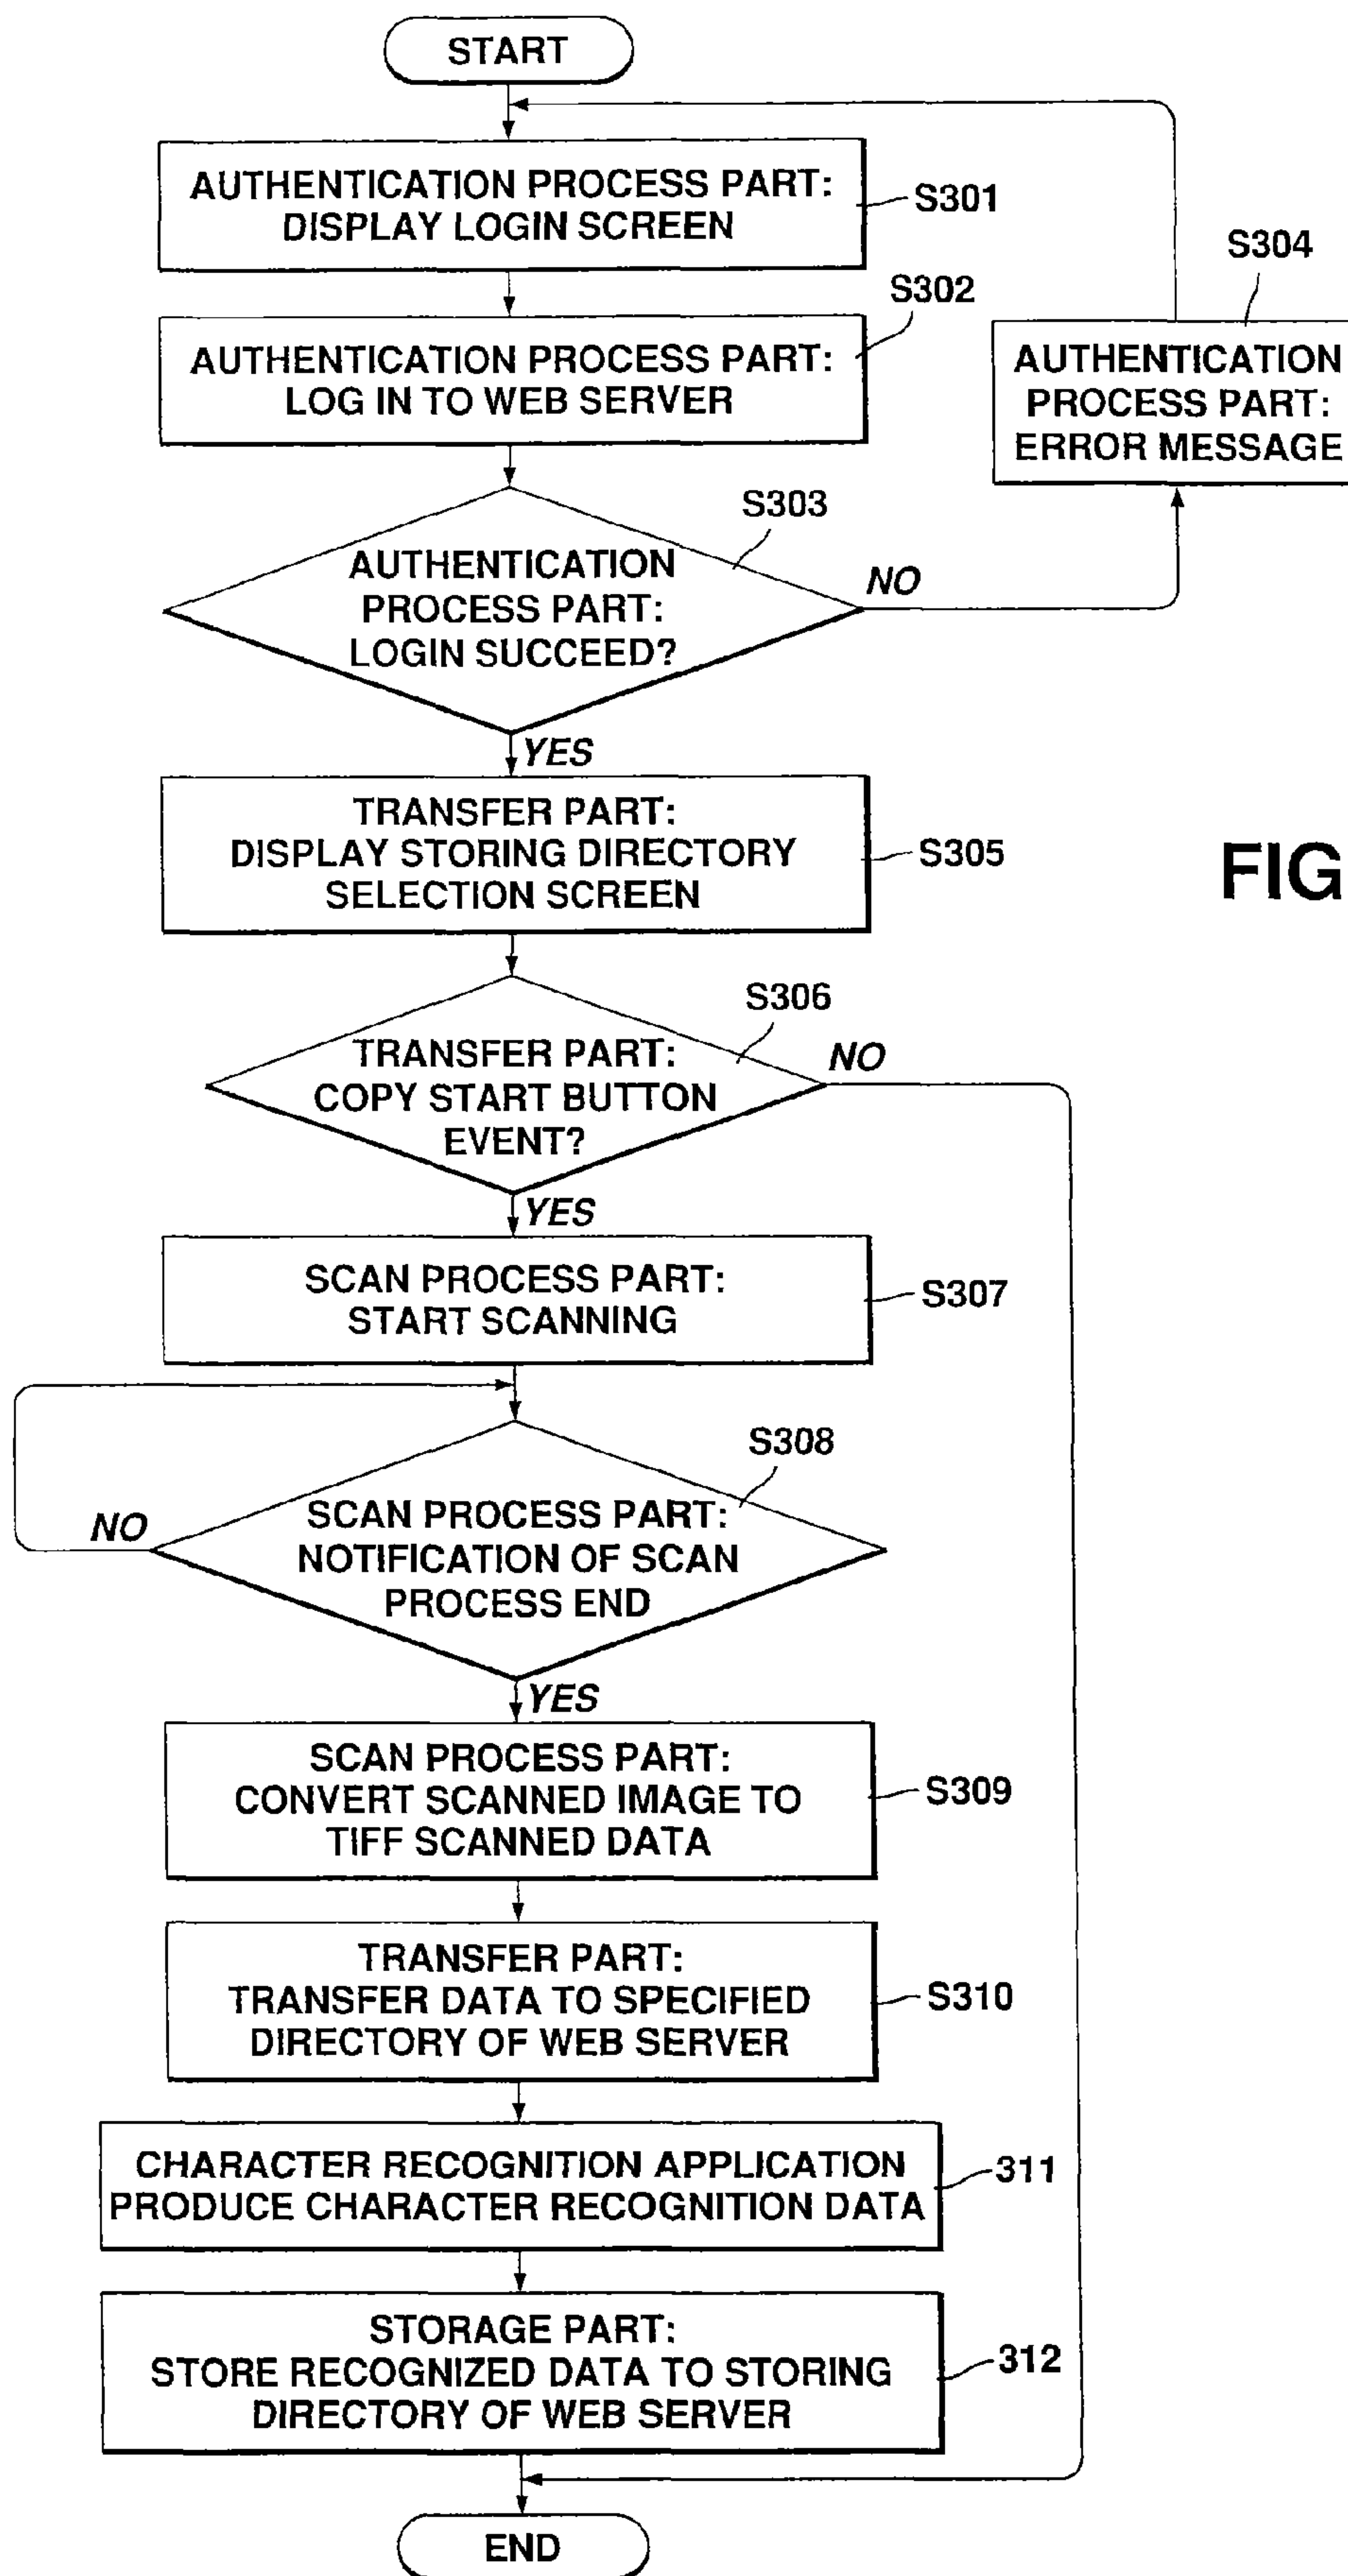 START
AUTHENTICATION PROCESS PART:
DISPLAY LOGIN SCREEN
S301
S304
S302
AUTHENTICATION PROCESS PART:
LOG IN TO WEB SERVER
AUTHENTICATION
PROCESS PART:
ERROR MESSAGE
S303
AUTHENTICATION
PROCESS PART:
LOGIN SUCCEED?
NO
YES
TRANSFER PART:
DISPLAY STORING DIRECTORY
SELECTION SCREEN
S305
FIG
S306
TRANSFER PART:
COPY START BUTTON
EVENT?
NO
YES
SCAN PROCESS PART:
START SCANNING
S307
S308
SCAN PROCESS PART:
NOTIFICATION OF SCAN
PROCESS END
NO
YES
SCAN PROCESS PART:
CONVERT SCANNED IMAGE TO
TIFF SCANNED DATA
S309
TRANSFER PART:
TRANSFER DATA TO SPECIFIED
DIRECTORY OF WEB SERVER
S310
CHARACTER RECOGNITION APPLICATION
PRODUCE CHARACTER RECOGNITION DATA
311
STORAGE PART:
STORE RECOGNIZED DATA TO STORING
DIRECTORY OF WEB SERVER
312
END